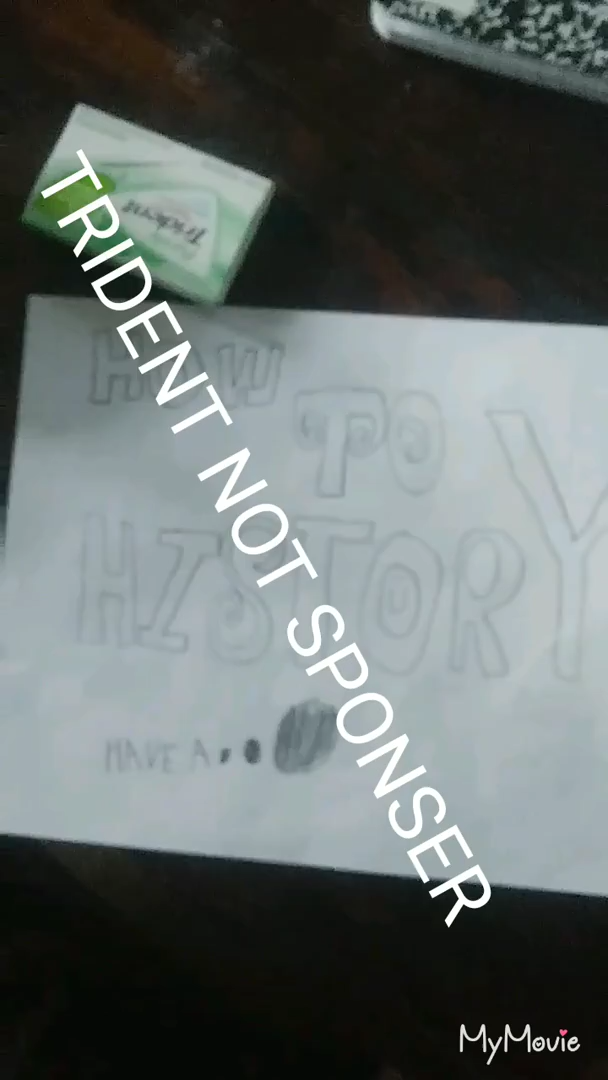 Trident
TRIDENT NOT SPONSER
HOW
TO
HISTORY
HAVE A
MyMovie